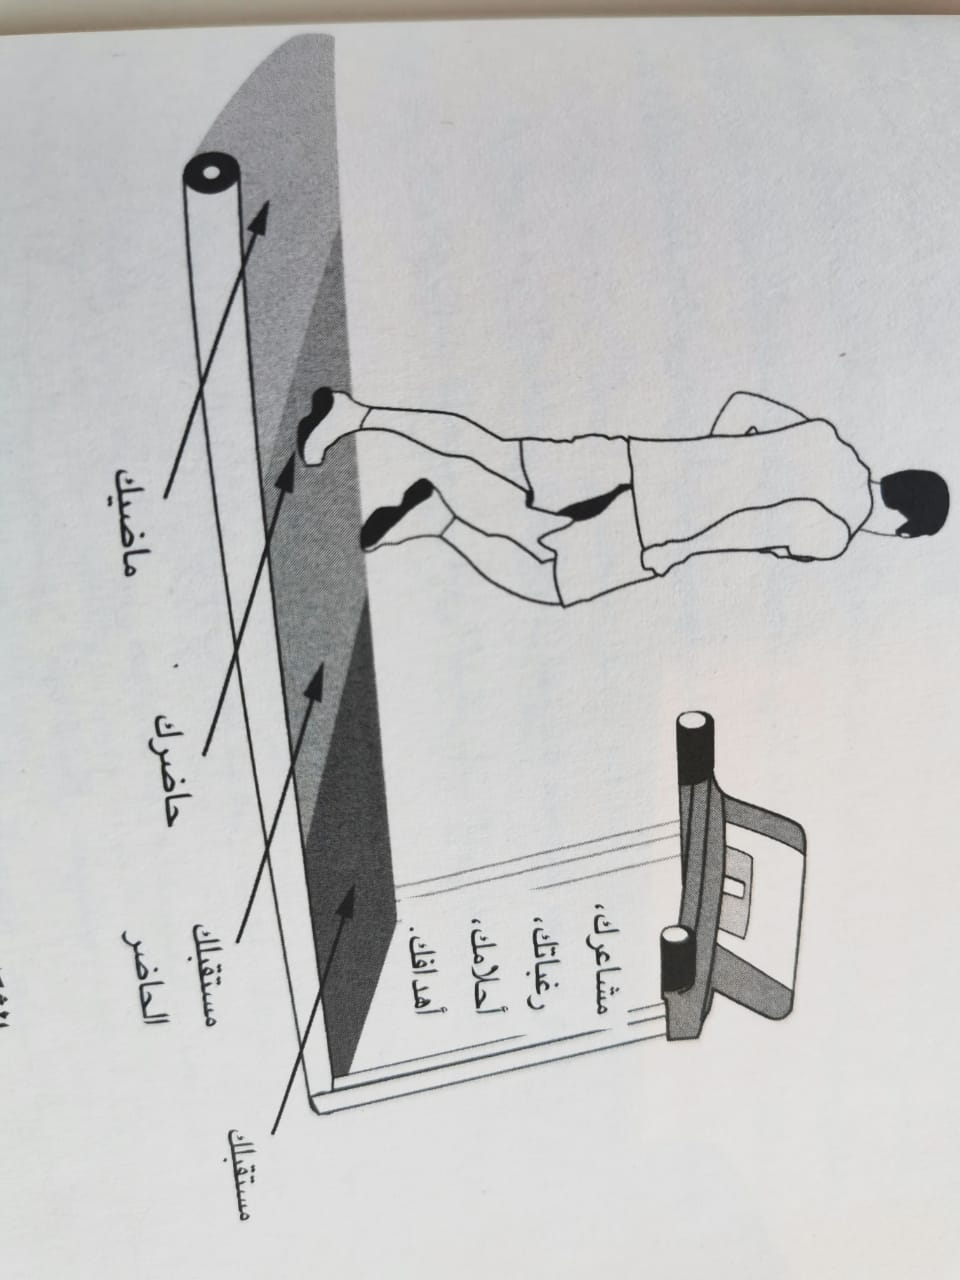 مشاعرك،
رغباتك،
أحلامك،
أهدافك.
ماضيك
حاضرك
مستقبلك
الحاضر
مستقبلك